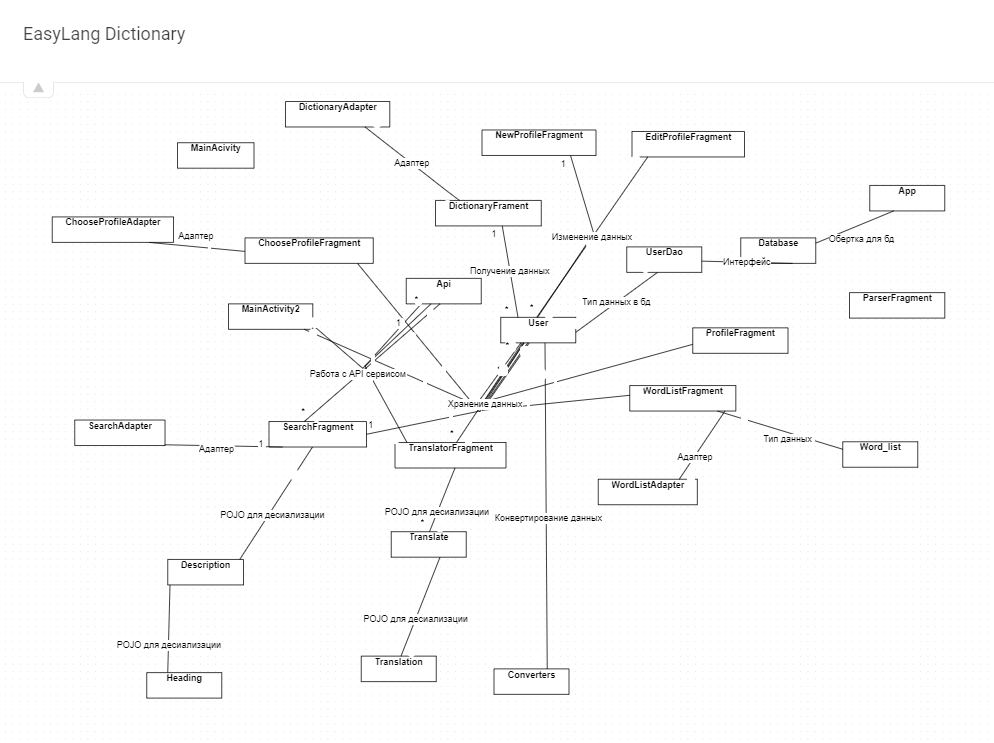 EasyLang Dictionary
DictionaryAdapter
NewProfileFragment
EditProfileFragment
MainAcivity
Адаптер
1
App
DictionaryFrament
ChooseProfileAdapter
Адаптер
1
Изменение данных
ChooseProfileFragment
UserDao
Database
Обертка для бд
Интерфейс
Получение данных
Api
*
*
*
Тип данных в бд
ParserFragment
MainActivity2
1
User
ProfileFragment
*
Работа с API сервисом
*
WordListFragment
Хранение данных
*
SearchAdapter
SearchFragment
1
*
Тип данных
Адаптер
1
TranslatorFragment
Word_list
Адаптер
WordListAdapter
POJO для десиализации
POJO для десиализации
Конвертирование данных
*
Translate
Description
POJO для десиализации
POJO для десиализации
Translation
Heading
Converters